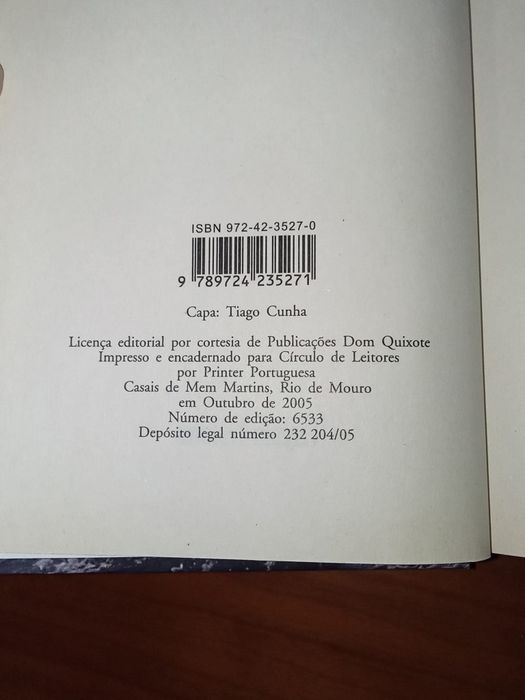 ISBN 972-42-3527-0
9 789724 235271
Capa: Tiago Cunha
Licença editorial por cortesia de Publicações Dom Quixote
Impresso e encadernado para Círculo de Leitores
por Printer Portuguesa
Casais de Mem Martins, Rio de Mouro
em Outubro de 2005
Número de edição: 6533
Depósito legal número 232 204/05